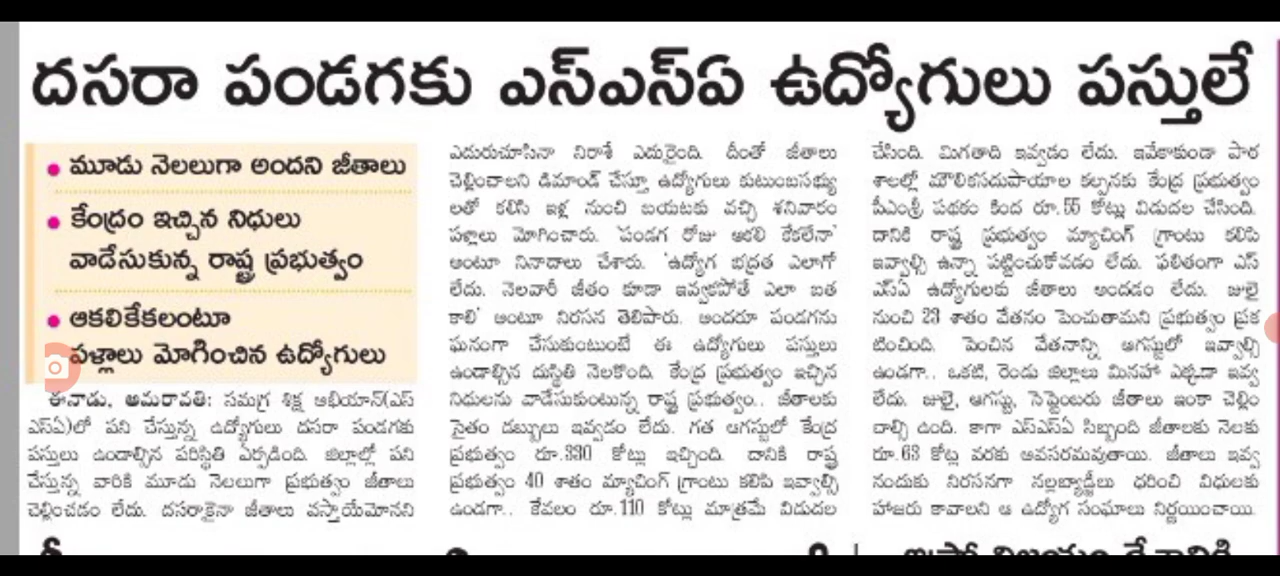 దసరా పండగకు ఎస్ఎస్ఏ ఉద్యోగులు పస్తులే
• మూడు నెలలుగా అందని జీతాలు
• కేంద్రం ఇచ్చిన నిధులు
వాడేసుకున్న రాష్ట్ర ప్రభుత్వం
• ఆకలికేకలంటూ
పళ్లాలు మోగించిన ఉద్యోగులు
ఈనాడు, అమరావతి: సమగ్ర శిక్ష అభియాన్(ఎస్
ఎస్ఏ)లో పని చేస్తున్న ఉద్యోగులు దసరా పండగకు
పస్తులు ఉండాల్సిన పరిస్థితి ఏర్పడింది. జిల్లాల్లో పని
చేస్తున్న వారికి మూడు నెలలుగా ప్రభుత్వం జీతాలు
చెల్లించడం లేదు. దసరాకైనా జీతాలు వస్తాయేమోనని
ఎదురుచూసినా నిరాశే ఎదురైంది. దీంతో జీతాలు
చెల్లించాలని డిమాండ్ చేస్తూ ఉద్యోగులు కుటుంబసభ్యు
లతో కలిసి ఇళ్ల నుంచి బయటకు వచ్చి శనివారం
పళ్లాలు మోగించారు. 'పండగ రోజు ఆకలి కేకలేనా'
అంటూ నినాదాలు చేశారు. 'ఉద్యోగ భద్రత ఎలాగో
లేదు. నెలవారీ జీతం కూడా ఇవ్వకపోతే ఎలా బత
కాలి' అంటూ నిరసన తెలిపారు. అందరూ పండగను
ఘనంగా చేసుకుంటుంటే ఈ ఉద్యోగులు పస్తులు
ఉండాల్సిన దుస్థితి నెలకొంది. కేంద్ర ప్రభుత్వం ఇచ్చిన
నిధులను వాడేసుకుంటున్న రాష్ట్ర ప్రభుత్వం.. జీతాలకు
సైతం డబ్బులు ఇవ్వడం లేదు. గత ఆగస్టులో కేంద్ర
ప్రభుత్వం రూ.330 కోట్లు ఇచ్చింది. దానికి రాష్ట్ర
ప్రభుత్వం 40 శాతం మ్యాచింగ్ గ్రాంటు కలిపి ఇవ్వాల్సి
ఉండగా.. కేవలం రూ.110 కోట్లు మాత్రమే విడుదల
చేసింది. మిగతాది ఇవ్వడం లేదు. ఇవేకాకుండా పాఠ
శాలల్లో మౌలికసదుపాయాల కల్పనకు కేంద్ర ప్రభుత్వం
పీఎంశ్రీ పథకం కింద రూ.55 కోట్లు విడుదల చేసింది.
దానికి రాష్ట్ర ప్రభుత్వం మ్యాచింగ్ గ్రాంటు కలిపి
ఇవ్వాల్సి ఉన్నా పట్టించుకోవడం లేదు. ఫలితంగా ఎస్
ఎస్ఏ ఉద్యోగులకు జీతాలు అందడం లేదు. జులై
నుంచి 23 శాతం వేతనం పెంచుతామని ప్రభుత్వం ప్రక
టించింది. పెంచిన వేతనాన్ని ఆగస్టులో ఇవ్వాల్సి
ఉండగా.. ఒకటి, రెండు జిల్లాలు మినహా ఎక్కడా ఇవ్వ
లేదు. జులై, ఆగస్టు, సెప్టెంబరు జీతాలు ఇంకా చెల్లిం
చాల్సి ఉంది. కాగా ఎస్ఎస్ఏ సిబ్బంది జీతాలకు నెలకు
రూ.63 కోట్ల వరకు అవసరమవుతాయి. జీతాలు ఇవ్వ
నందుకు నిరసనగా నల్లబ్యాడ్జీలు ధరించి విధులకు
హాజరు కావాలని ఆ ఉద్యోగ సంఘాలు నిర్ణయించాయి.